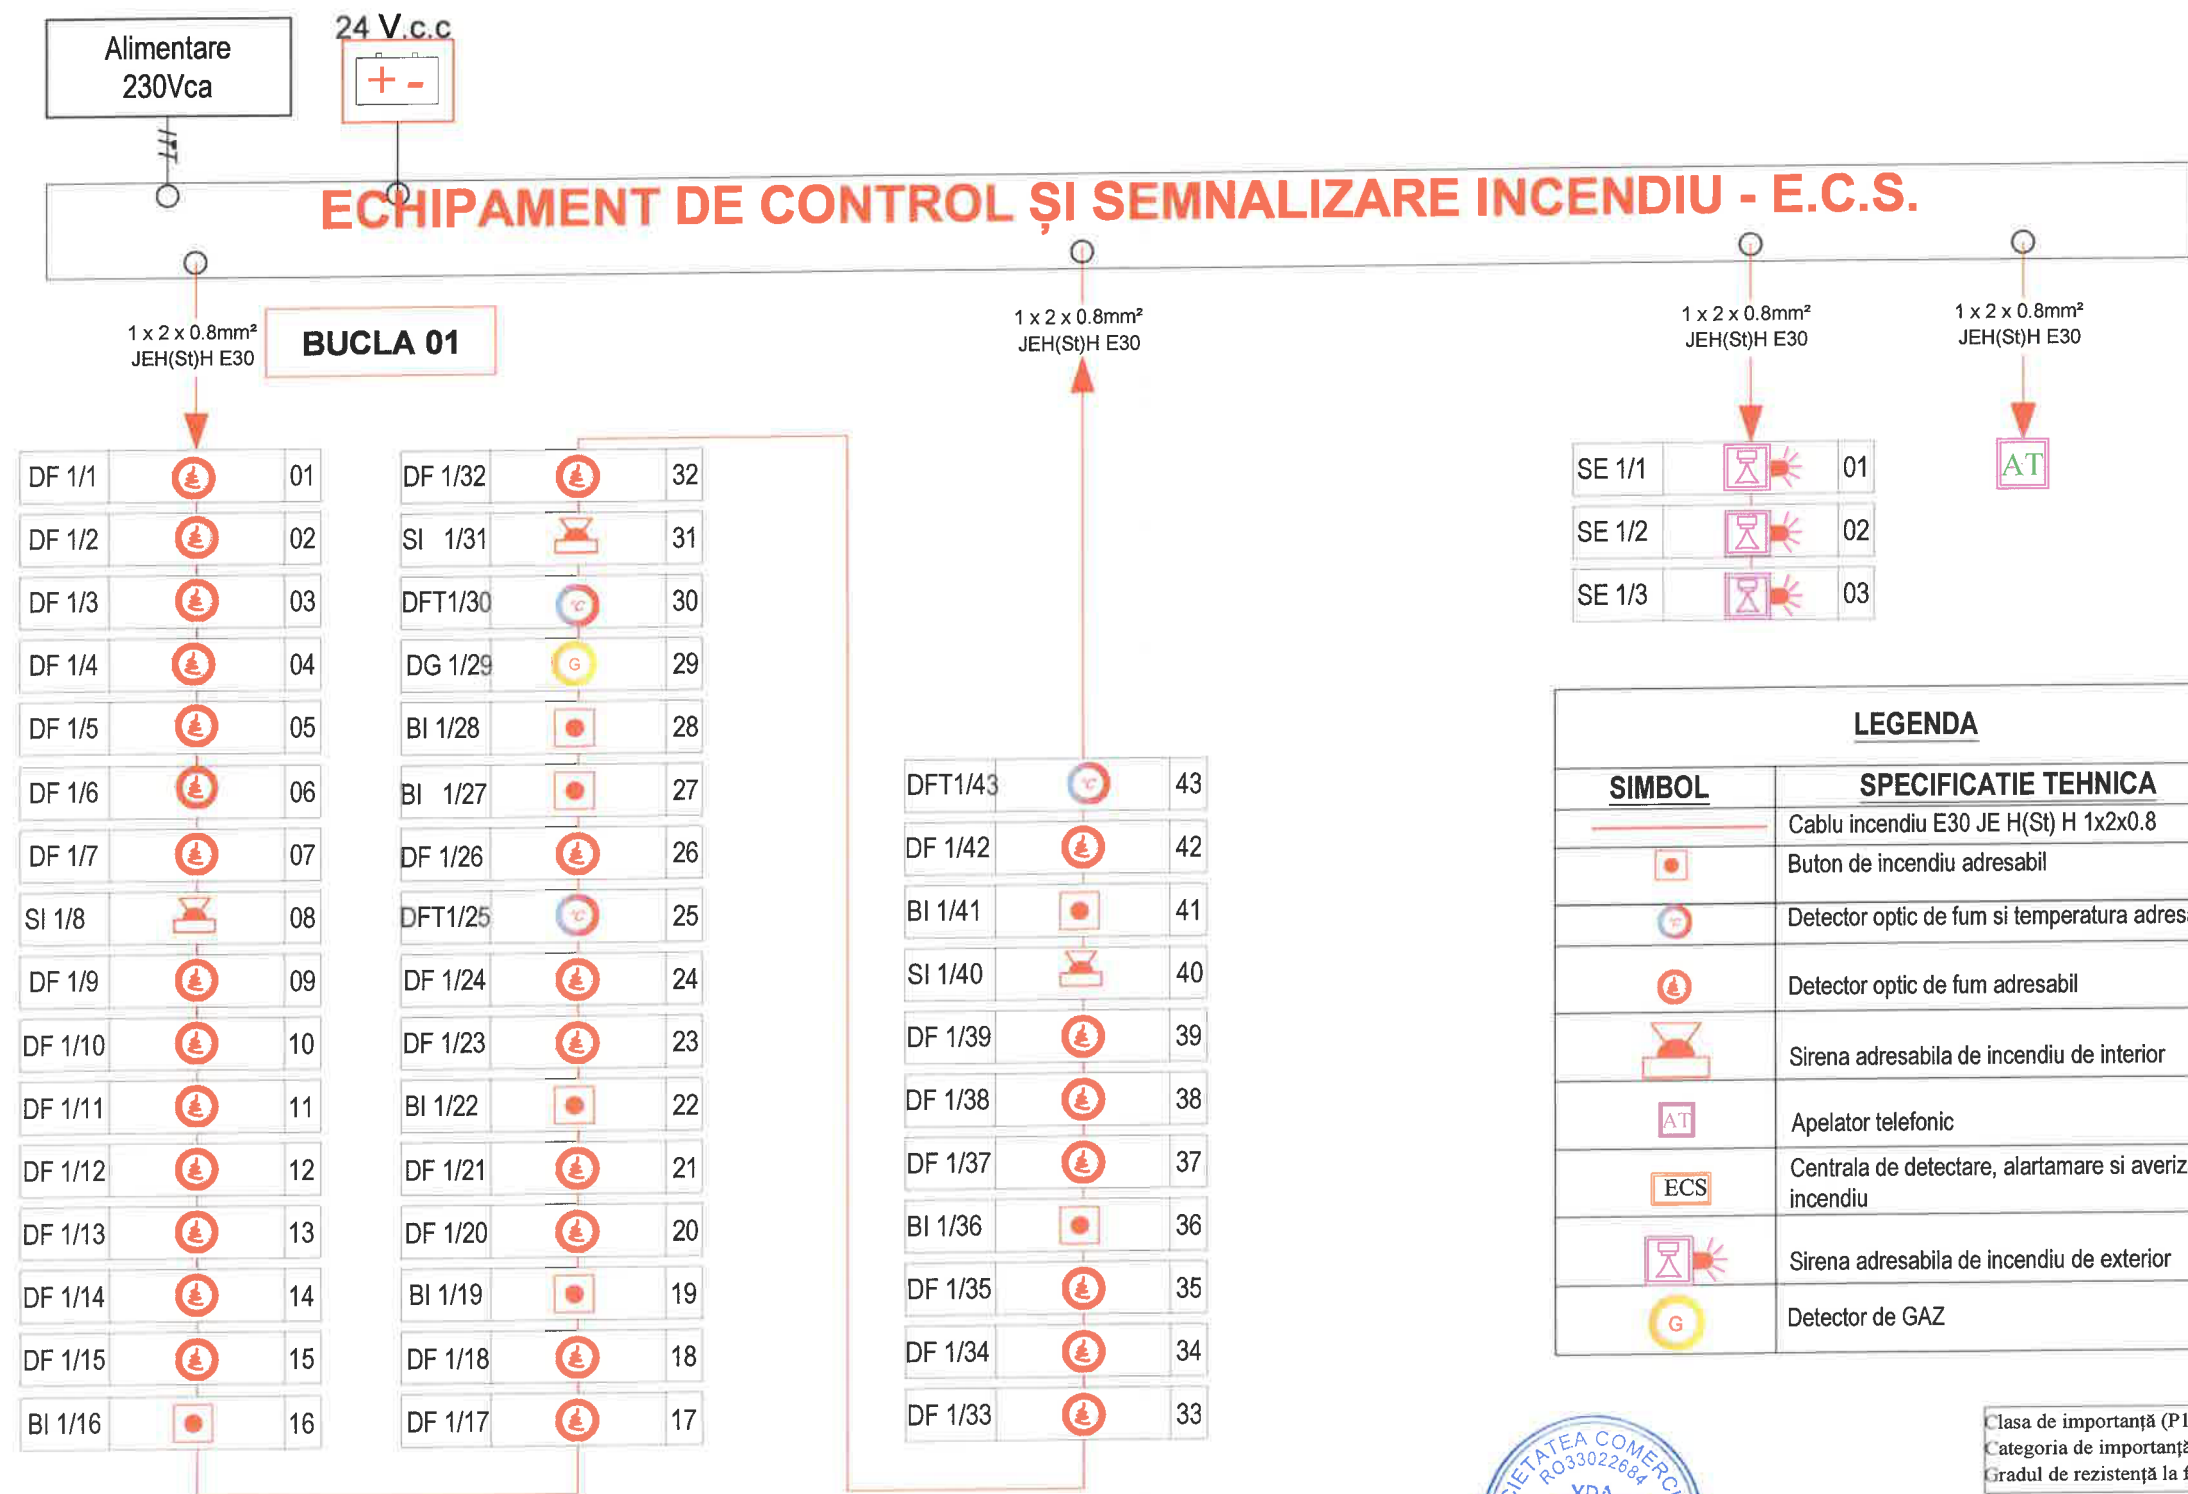 Alimentare
230Vca
24 V.c.c
+ -
ECHIPAMENT DE CONTROL ȘI SEMNALIZARE INCENDIU - E.C.S.
1 x 2 x 0.8mm²
JEH(St)H E30
BUCLA 01
1 x 2 x 0.8mm²
JEH(St)H E30
1 x 2 x 0.8mm²
JEH(St)H E30
1 x 2 x 0.8mm²
JEH(St)H E30
DF 1/1 01
DF 1/2 02
DF 1/3 03
DF 1/4 04
DF 1/5 05
DF 1/6 06
DF 1/7 07
SI 1/8 08
DF 1/9 09
DF 1/10 10
DF 1/11 11
DF 1/12 12
DF 1/13 13
DF 1/14 14
DF 1/15 15
BI 1/16 16
DF 1/32 32
SI 1/31 31
DFT1/30 °C 30
DG 1/29 G 29
BI 1/28 28
BI 1/27 27
DF 1/26 26
DFT1/25 °C 25
DF 1/24 24
DF 1/23 23
BI 1/22 22
DF 1/21 21
DF 1/20 20
BI 1/19 19
DF 1/18 18
DF 1/17 17
DFT1/43 °C 43
DF 1/42 42
BI 1/41 41
SI 1/40 40
DF 1/39 39
DF 1/38 38
DF 1/37 37
BI 1/36 36
DF 1/35 35
DF 1/34 34
DF 1/33 33
SE 1/1 01
SE 1/2 02
SE 1/3 03
AT
LEGENDA
SIMBOL SPECIFICATIE TEHNICA
Cablu incendiu E30 JE H(St) H 1x2x0.8
Buton de incendiu adresabil
°C Detector optic de fum si temperatura adres
Detector optic de fum adresabil
Sirena adresabila de incendiu de interior
AT Apelator telefonic
Centrala de detectare, alartamare si averiz
ECS incendiu
Sirena adresabila de incendiu de exterior
G Detector de GAZ
Clasa de importanță (P1
Categoria de importanță
Gradul de rezistență la f
RO33022684